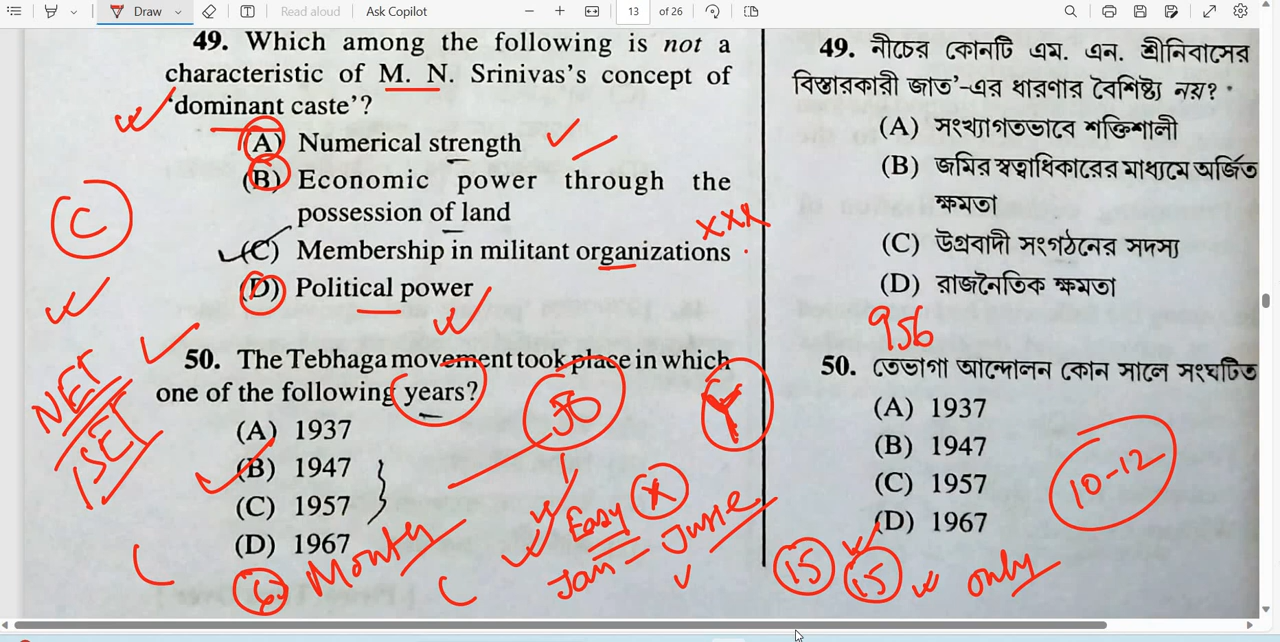 Draw
Read aloud
Ask Copilot
13
of 26
49. Which among the following is not a
characteristic of M. N. Srinivas's concept of
'dominant caste'?
(A) Numerical strength
(B) Economic power through the
possession of land
(C) Membership in militant organizations
(D) Political power
C
XXX
50. The Tebhaga movement took place in which
one of the following years?
(A) 1937
(B) 1947
(C) 1957
(D) 1967
NET
SET
50
Easy
X
Jan - June
6 Months
49. নীচের কোনটি এম. এন. শ্রীনিবাসের
বিস্তারকারী জাত'-এর ধারণার বৈশিষ্ট্য নয়?
(A) সংখ্যাগতভাবে শক্তিশালী
(B) জমির স্বত্বাধিকারের মাধ্যমে অর্জিত
ক্ষমতা
(C) উগ্রবাদী সংগঠনের সদস্য
(D) রাজনৈতিক ক্ষমতা
956
50. তেভাগা আন্দোলন কোন সালে সংঘটিত
(A) 1937
(B) 1947
(C) 1957
(D) 1967
10-12
15 15 only